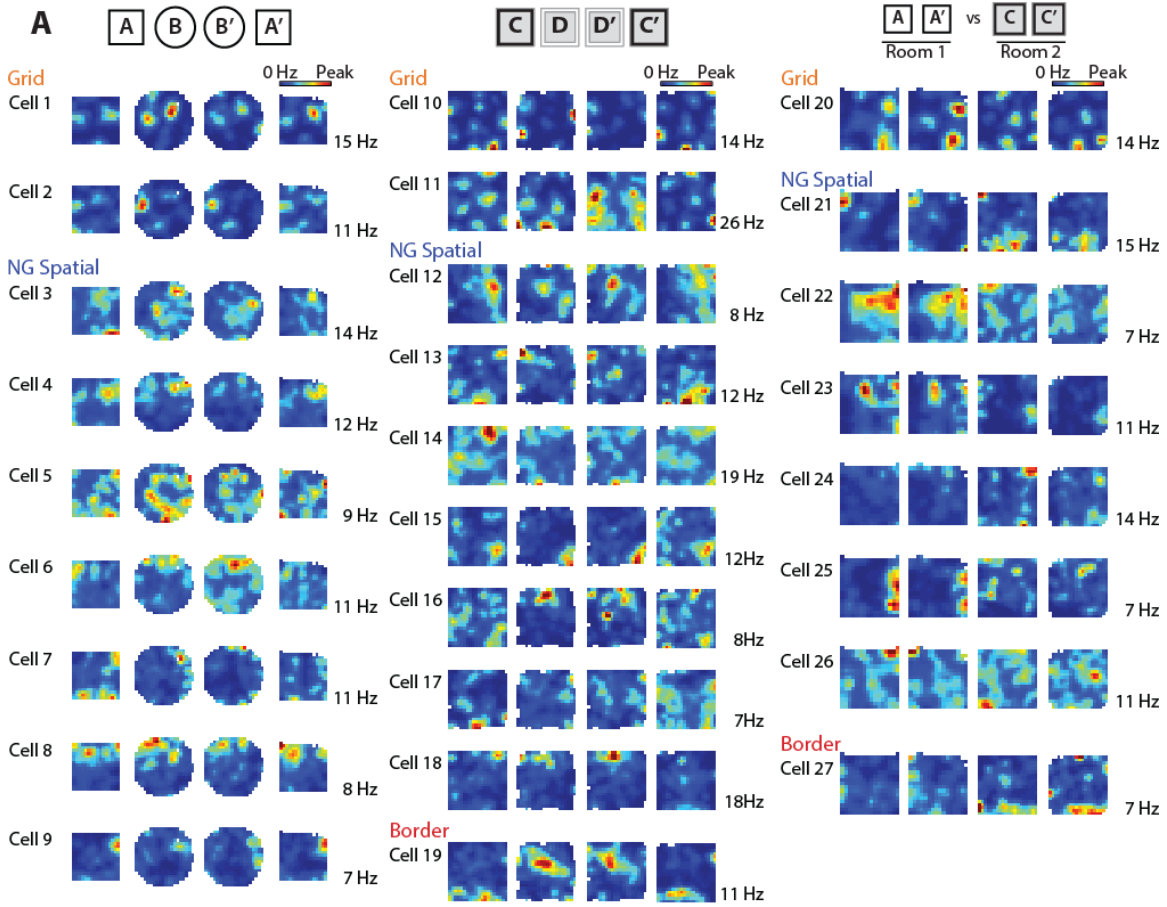 A
A B B′ A′
0 Hz Peak
Grid
Cell 1
15 Hz
Cell 2
11 Hz
NG Spatial
Cell 3
14 Hz
Cell 4
12 Hz
Cell 5
9 Hz
Cell 6
11 Hz
Cell 7
11 Hz
Cell 8
8 Hz
Cell 9
7 Hz
C D D′ C′
Grid
Cell 10
14 Hz
Cell 11
26 Hz
NG Spatial
Cell 12
8 Hz
Cell 13
12 Hz
Cell 14
19 Hz
Cell 15
12Hz
Cell 16
8Hz
Cell 17
7Hz
Cell 18
18Hz
Border
Cell 19
11 Hz
A A′ vs C C′
Room 1 Room 2
0 Hz Peak
Grid
Cell 20
14 Hz
NG Spatial
Cell 21
15 Hz
Cell 22
7 Hz
Cell 23
11 Hz
Cell 24
14 Hz
Cell 25
7 Hz
Cell 26
11 Hz
Border
Cell 27
7 Hz